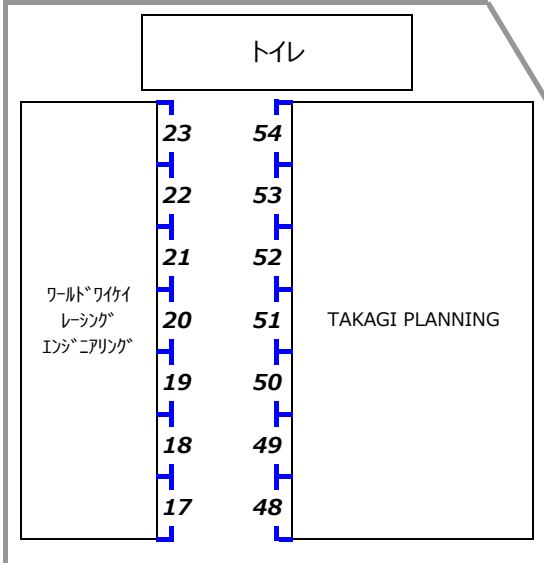 トイレ
23 54
22 53
21 52
ﾜｰﾙﾄﾞﾜｲｹｲ
ﾚｰｼﾝｸﾞ
ｴﾝｼﾞﾆｱﾘﾝｸﾞ
20 51
TAKAGI PLANNING
19 50
18 49
17 48